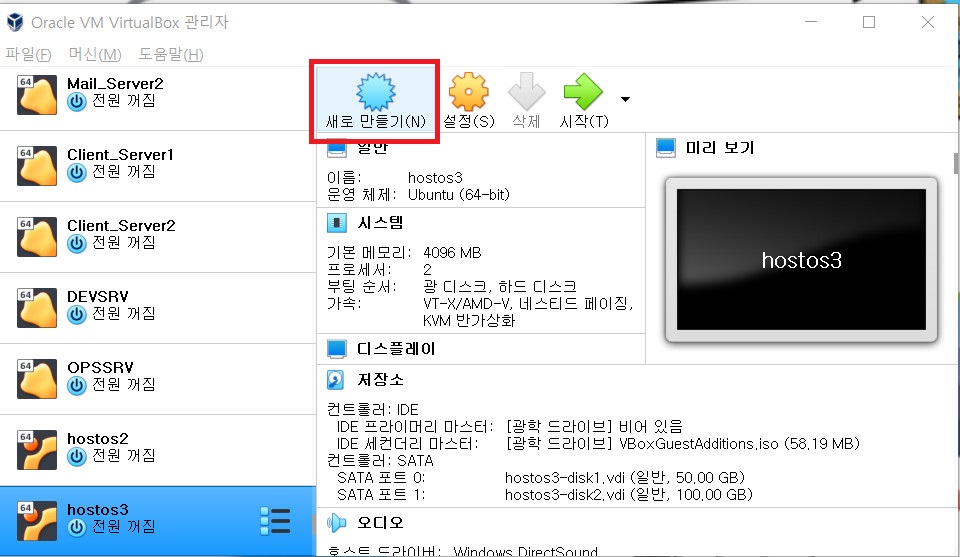 Oracle VM VirtualBox 관리자
파일(F) 머신(M) 도움말(H)
64 Mail_Server2
전원 꺼짐
64 Client_Server1
전원 꺼짐
64 Client_Server2
전원 꺼짐
64 DEVSRV
전원 꺼짐
64 OPSSRV
전원 꺼짐
64 hostos2
전원 꺼짐
64 hostos3
전원 꺼짐
새로 만들기(N) 설정(S) 삭제 시작(T)
일반
이름: hostos3
운영 체제: Ubuntu (64-bit)
시스템
기본 메모리: 4096 MB
프로세서: 2
부팅 순서: 광 디스크, 하드 디스크
가속: VT-X/AMD-V, 네스티드 페이징,
KVM 반가상화
디스플레이
미리 보기
hostos3
저장소
컨트롤러: IDE
IDE 프라이머리 마스터: [광학 드라이브] 비어 있음
IDE 세컨더리 마스터: [광학 드라이브] VBoxGuestAdditions.iso (58.19 MB)
컨트롤러: SATA
SATA 포트 0: hostos3-disk1.vdi (일반, 50.00 GB)
SATA 포트 1: hostos3-disk2.vdi (일반, 100.00 GB)
오디오
호스트 드라이버: Windows DirectSound